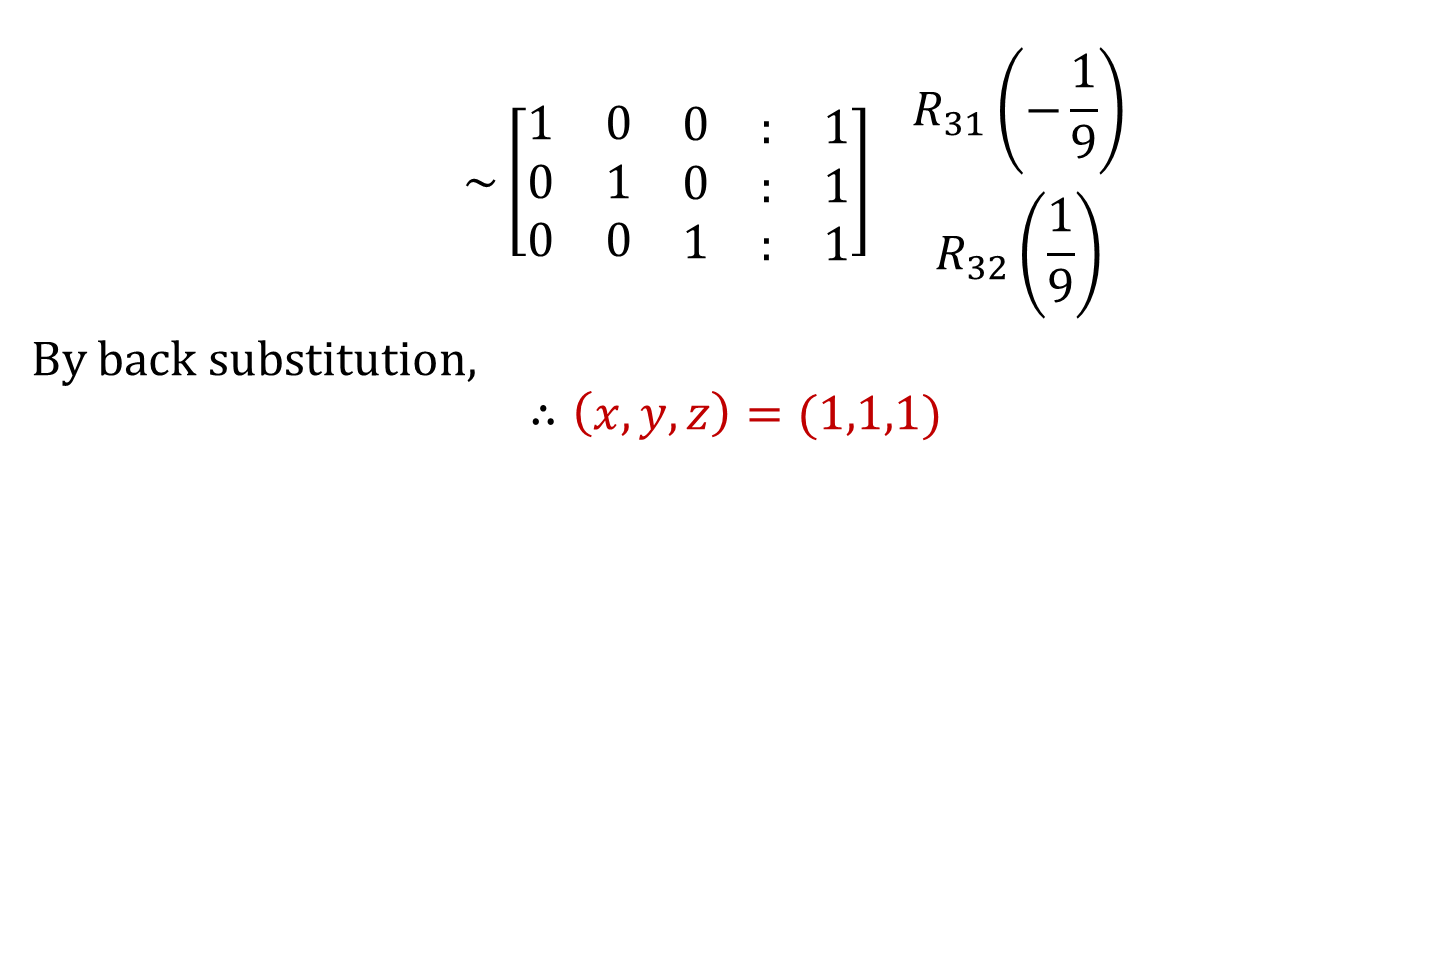 ~ [1 0 0 : 1] R₃₁(−1/9)
[0 1 0 : 1]
[0 0 1 : 1] R₃₂(1/9)
By back substitution,
∴ (x, y, z) = (1,1,1)